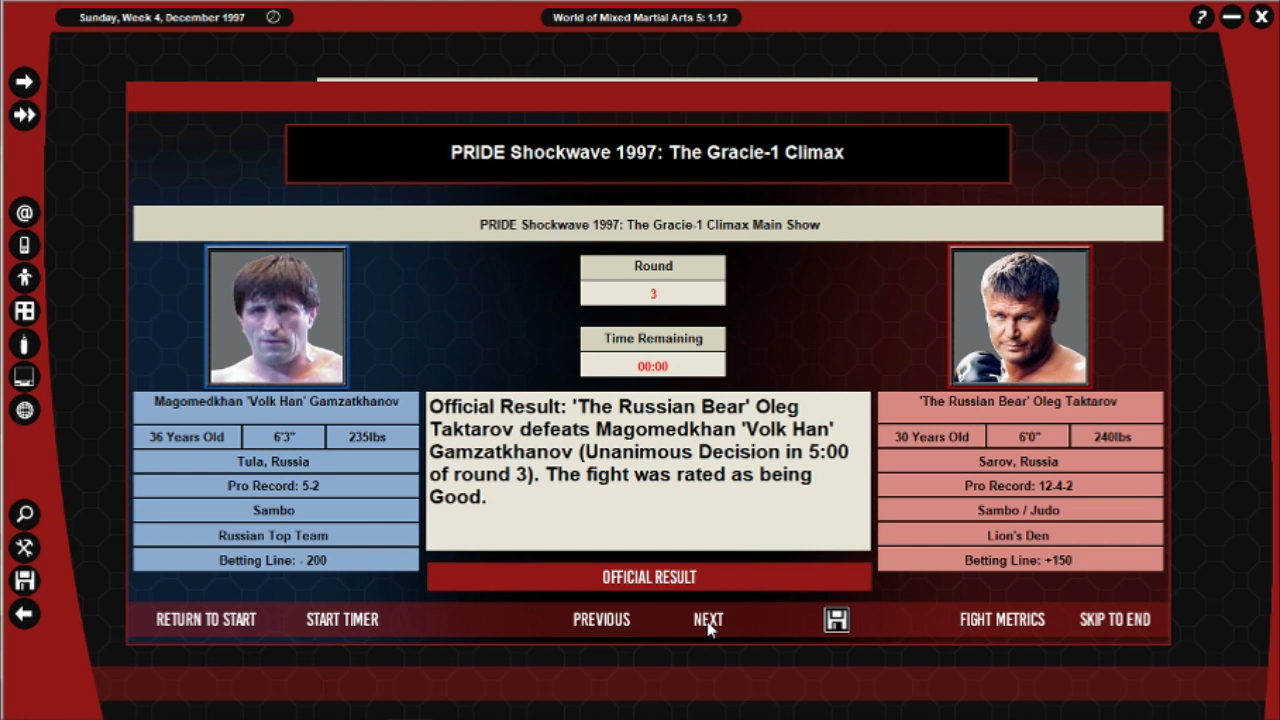 Sunday, Week 4, December 1997
World of Mixed Martial Arts 5: 1.12
?
X
@
PRIDE Shockwave 1997: The Gracie-1 Climax
PRIDE Shockwave 1997: The Gracie-1 Climax Main Show
Round
3
Time Remaining
00:00
Magomedkhan 'Volk Han' Gamzatkhanov
36 Years Old
6'3"
235lbs
Tula, Russia
Pro Record: 5-2
Sambo
Russian Top Team
Betting Line: - 200
Official Result: 'The Russian Bear' Oleg
Taktarov defeats Magomedkhan 'Volk Han'
Gamzatkhanov (Unanimous Decision in 5:00
of round 3). The fight was rated as being
Good.
'The Russian Bear' Oleg Taktarov
30 Years Old
6'0"
240lbs
Sarov, Russia
Pro Record: 12-4-2
Sambo / Judo
Lion's Den
Betting Line: +150
OFFICIAL RESULT
RETURN TO START
START TIMER
PREVIOUS
NEXT
FIGHT METRICS
SKIP TO END